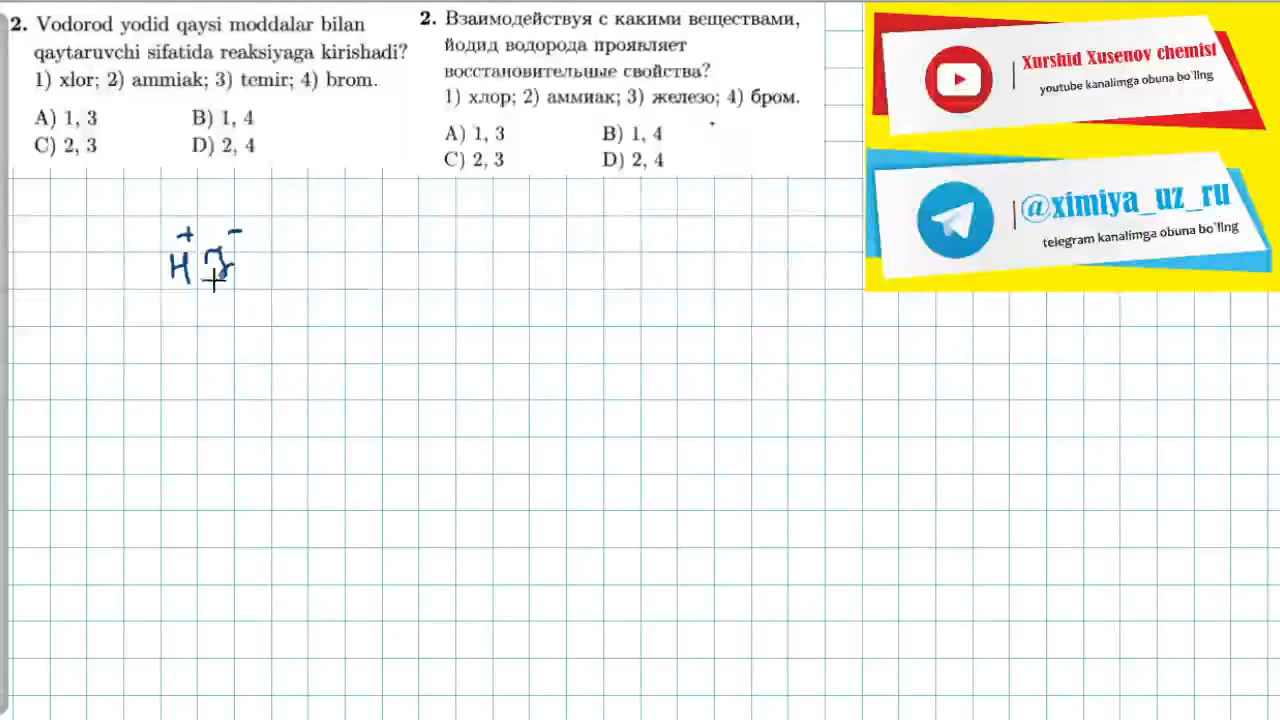 2. Vodorod yodid qaysi moddalar bilan
qaytaruvchi sifatida reaksiyaga kirishadi?
1) xlor; 2) ammiak; 3) temir; 4) brom.
A) 1, 3 B) 1, 4
C) 2, 3 D) 2, 4
2. Взаимодействуя с какими веществами,
йодид водорода проявляет
восстановительные свойства?
1) хлор; 2) аммиак; 3) железо; 4) бром.
A) 1, 3 B) 1, 4
C) 2, 3 D) 2, 4
Xurshid Xusenov chemist
youtube kanalimga obuna bo`ling
@ximiya_uz_ru
telegram kanalimga obuna bo`ling
+ -
H J